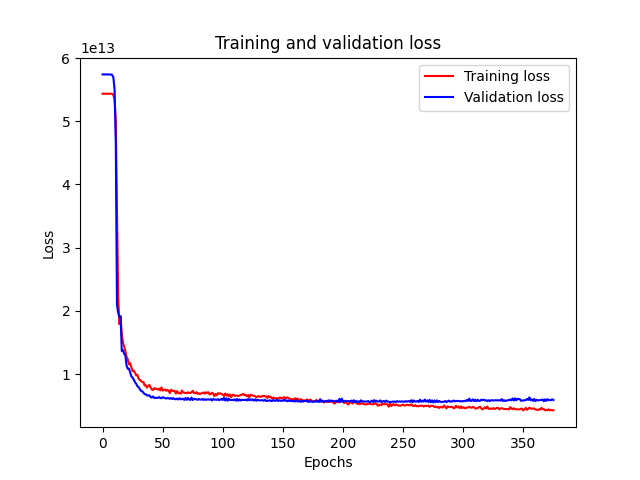 Training and validation loss
1e13
Training loss
Validation loss
6
5
4
3
2
1
Loss
0 50 100 150 200 250 300 350
Epochs